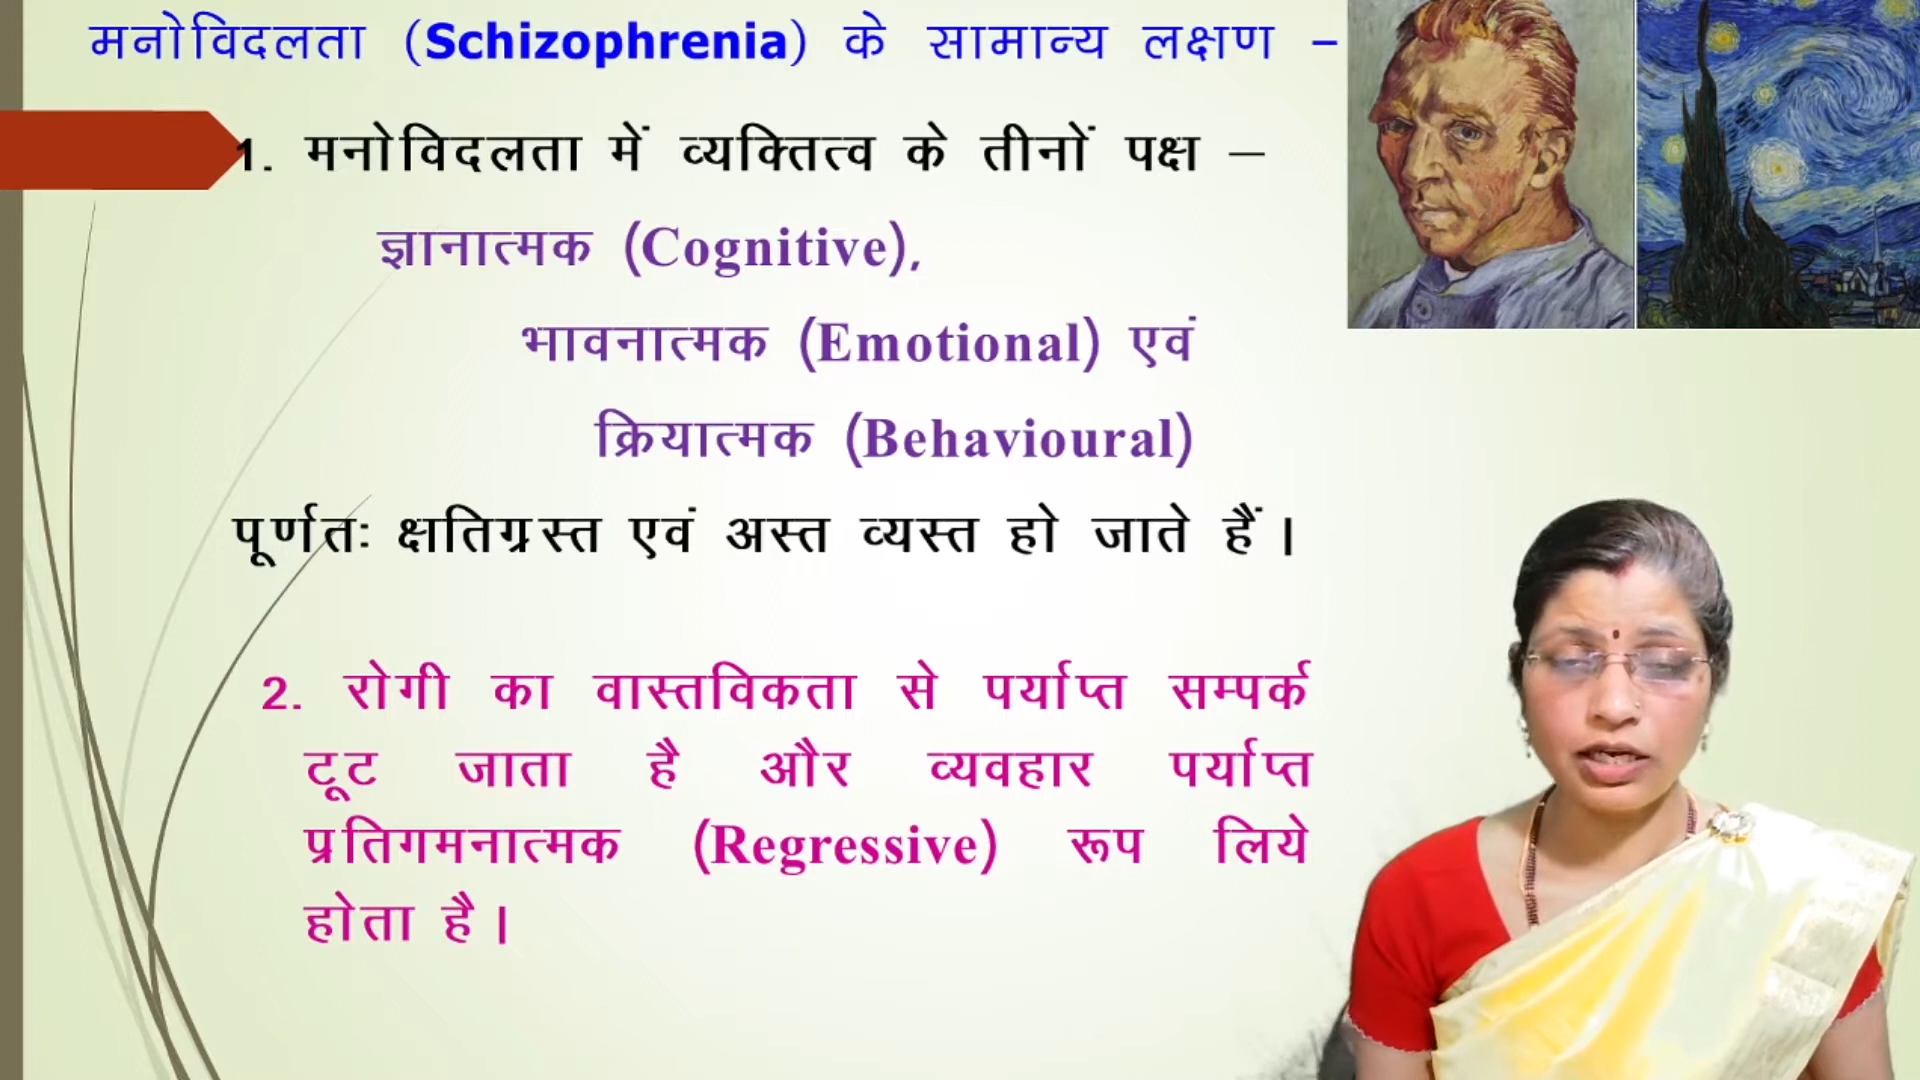 मनोविदलता (Schizophrenia) के सामान्य लक्षण –
1. मनोविदलता में व्यक्तित्व के तीनों पक्ष –
ज्ञानात्मक (Cognitive),
भावनात्मक (Emotional) एवं
क्रियात्मक (Behavioural)
पूर्णतः क्षतिग्रस्त एवं अस्त व्यस्त हो जाते हैं।
2. रोगी का वास्तविकता से पर्याप्त सम्पर्क
टूट जाता है और व्यवहार पर्याप्त
प्रतिगमनात्मक (Regressive) रूप लिये
होता है।